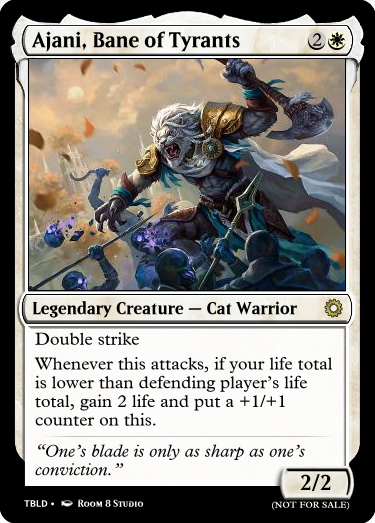 Ajani, Bane of Tyrants 2
Legendary Creature — Cat Warrior
Double strike
Whenever this attacks, if your life total
is lower than defending player's life
total, gain 2 life and put a +1/+1
counter on this.
“One's blade is only as sharp as one's
conviction.”
2/2
TBLD • Room 8 Studio
(NOT FOR SALE)